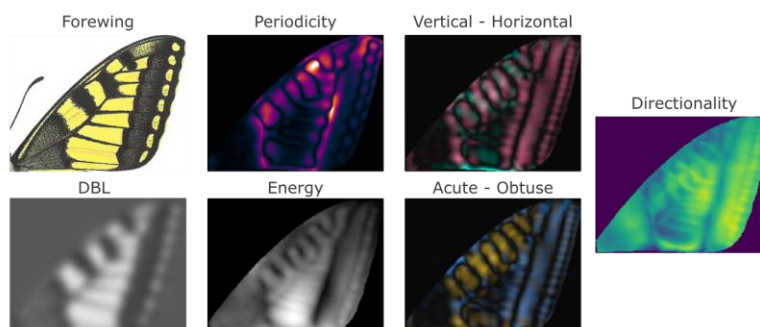 Forewing
Periodicity
Vertical - Horizontal
Directionality
DBL
Energy
Acute - Obtuse